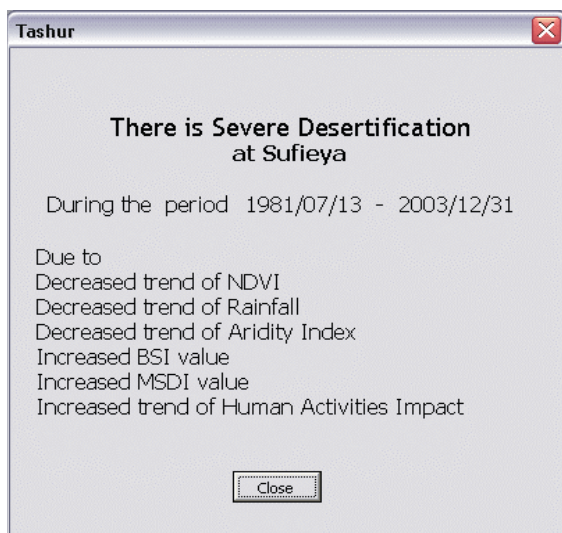 Tashur
There is Severe Desertification
at Sufieya
During the period 1981/07/13 - 2003/12/31
Due to
Decreased trend of NDVI
Decreased trend of Rainfall
Decreased trend of Aridity Index
Increased BSI value
Increased MSDI value
Increased trend of Human Activities Impact
Close